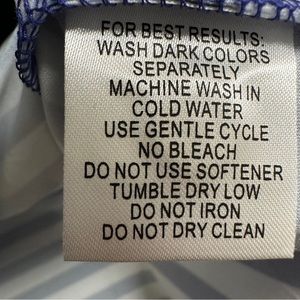 FOR BEST RESULTS:
WASH DARK COLORS
SEPARATELY
MACHINE WASH IN
COLD WATER
USE GENTLE CYCLE
NO BLEACH
DO NOT USE SOFTENER
TUMBLE DRY LOW
DO NOT IRON
DO NOT DRY CLEAN